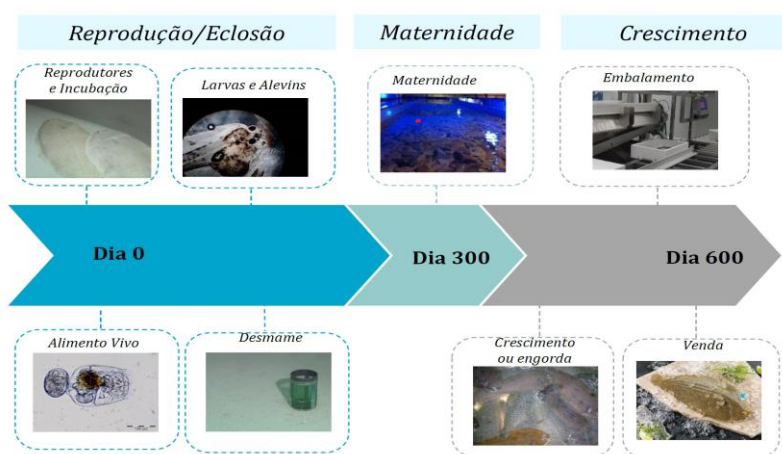 Reprodução/Eclosão
Maternidade
Crescimento
Reprodutores
e Incubação
Larvas e Alevins
Maternidade
Embalamento
Dia 0
Dia 300
Dia 600
Alimento Vivo
Desmame
Crescimento
ou engorda
Venda